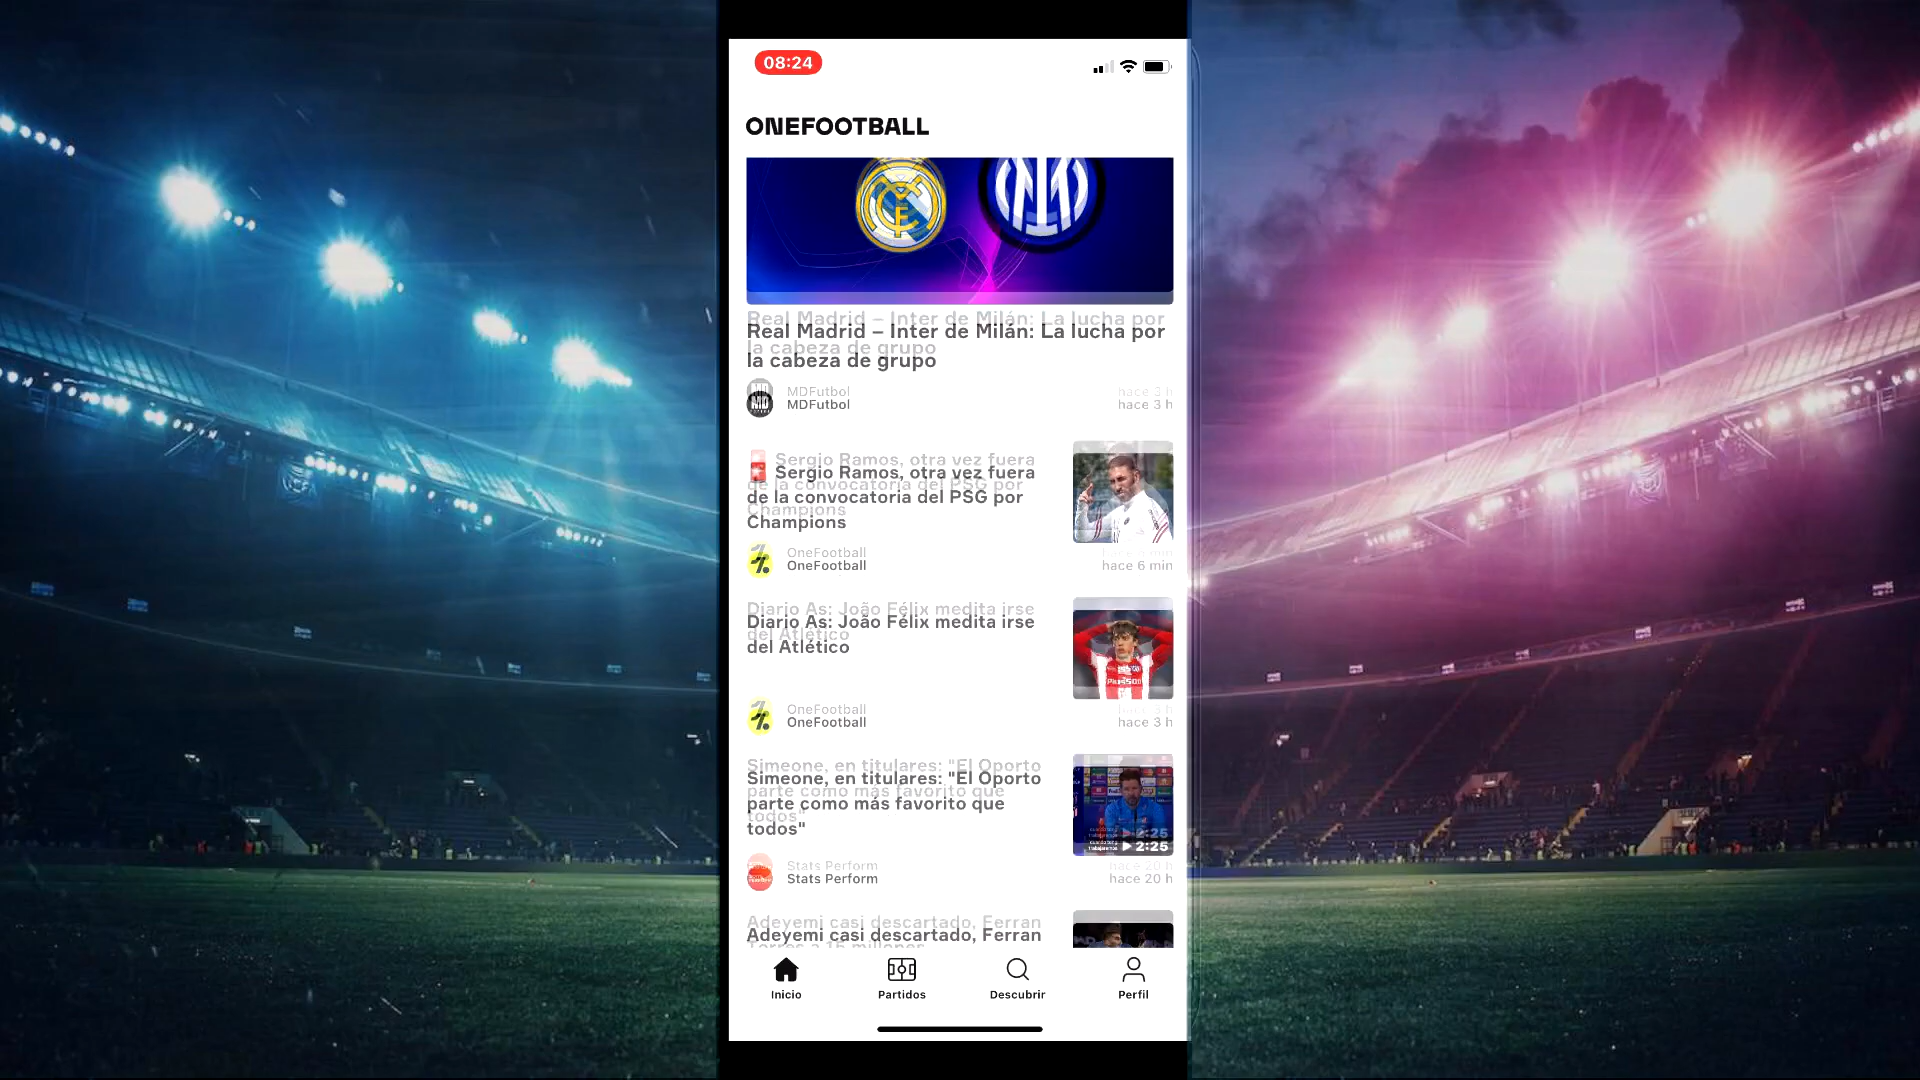 08:24
ONEFOOTBALL
Real Madrid – Inter de Milán: La lucha por
la cabeza de grupo
MDFutbol
hace 3 h
Sergio Ramos, otra vez fuera
de la convocatoria del PSG por
Champions
OneFootball
hace 6 min
Diario As: João Félix medita irse
del Atlético
OneFootball
hace 3 h
Simeone, en titulares: "El Oporto
parte como más favorito que
todos"
2:25
Stats Perform
hace 20 h
Adeyemi casi descartado, Ferran
Inicio
Partidos
Descubrir
Perfil